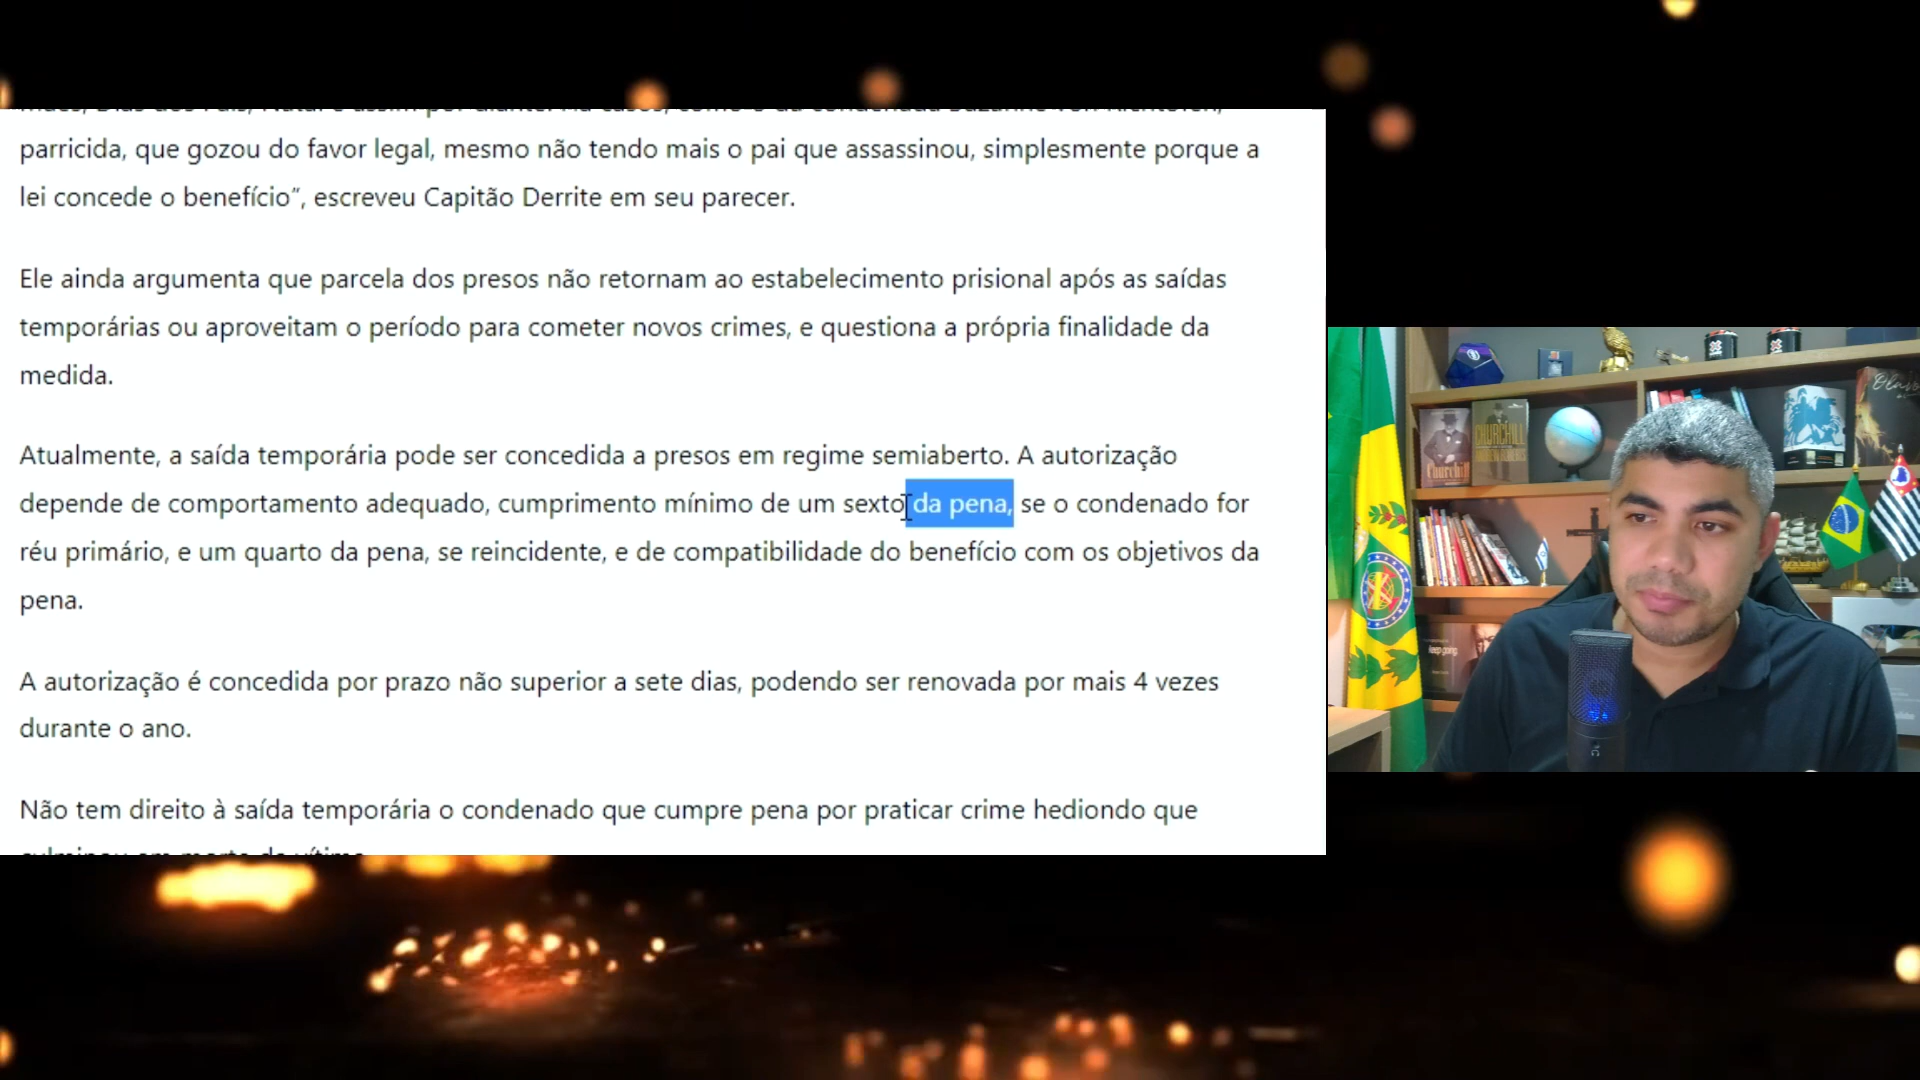 parricida, que gozou do favor legal, mesmo não tendo mais o pai que assassinou, simplesmente porque a
lei concede o benefício”, escreveu Capitão Derrite em seu parecer.
Ele ainda argumenta que parcela dos presos não retornam ao estabelecimento prisional após as saídas
temporárias ou aproveitam o período para cometer novos crimes, e questiona a própria finalidade da
medida.
Atualmente, a saída temporária pode ser concedida a presos em regime semiaberto. A autorização
depende de comportamento adequado, cumprimento mínimo de um sexto da pena, se o condenado for
réu primário, e um quarto da pena, se reincidente, e de compatibilidade do benefício com os objetivos da
pena.
A autorização é concedida por prazo não superior a sete dias, podendo ser renovada por mais 4 vezes
durante o ano.
Não tem direito à saída temporária o condenado que cumpre pena por praticar crime hediondo que
Churchill
CHURCHILL
keep going